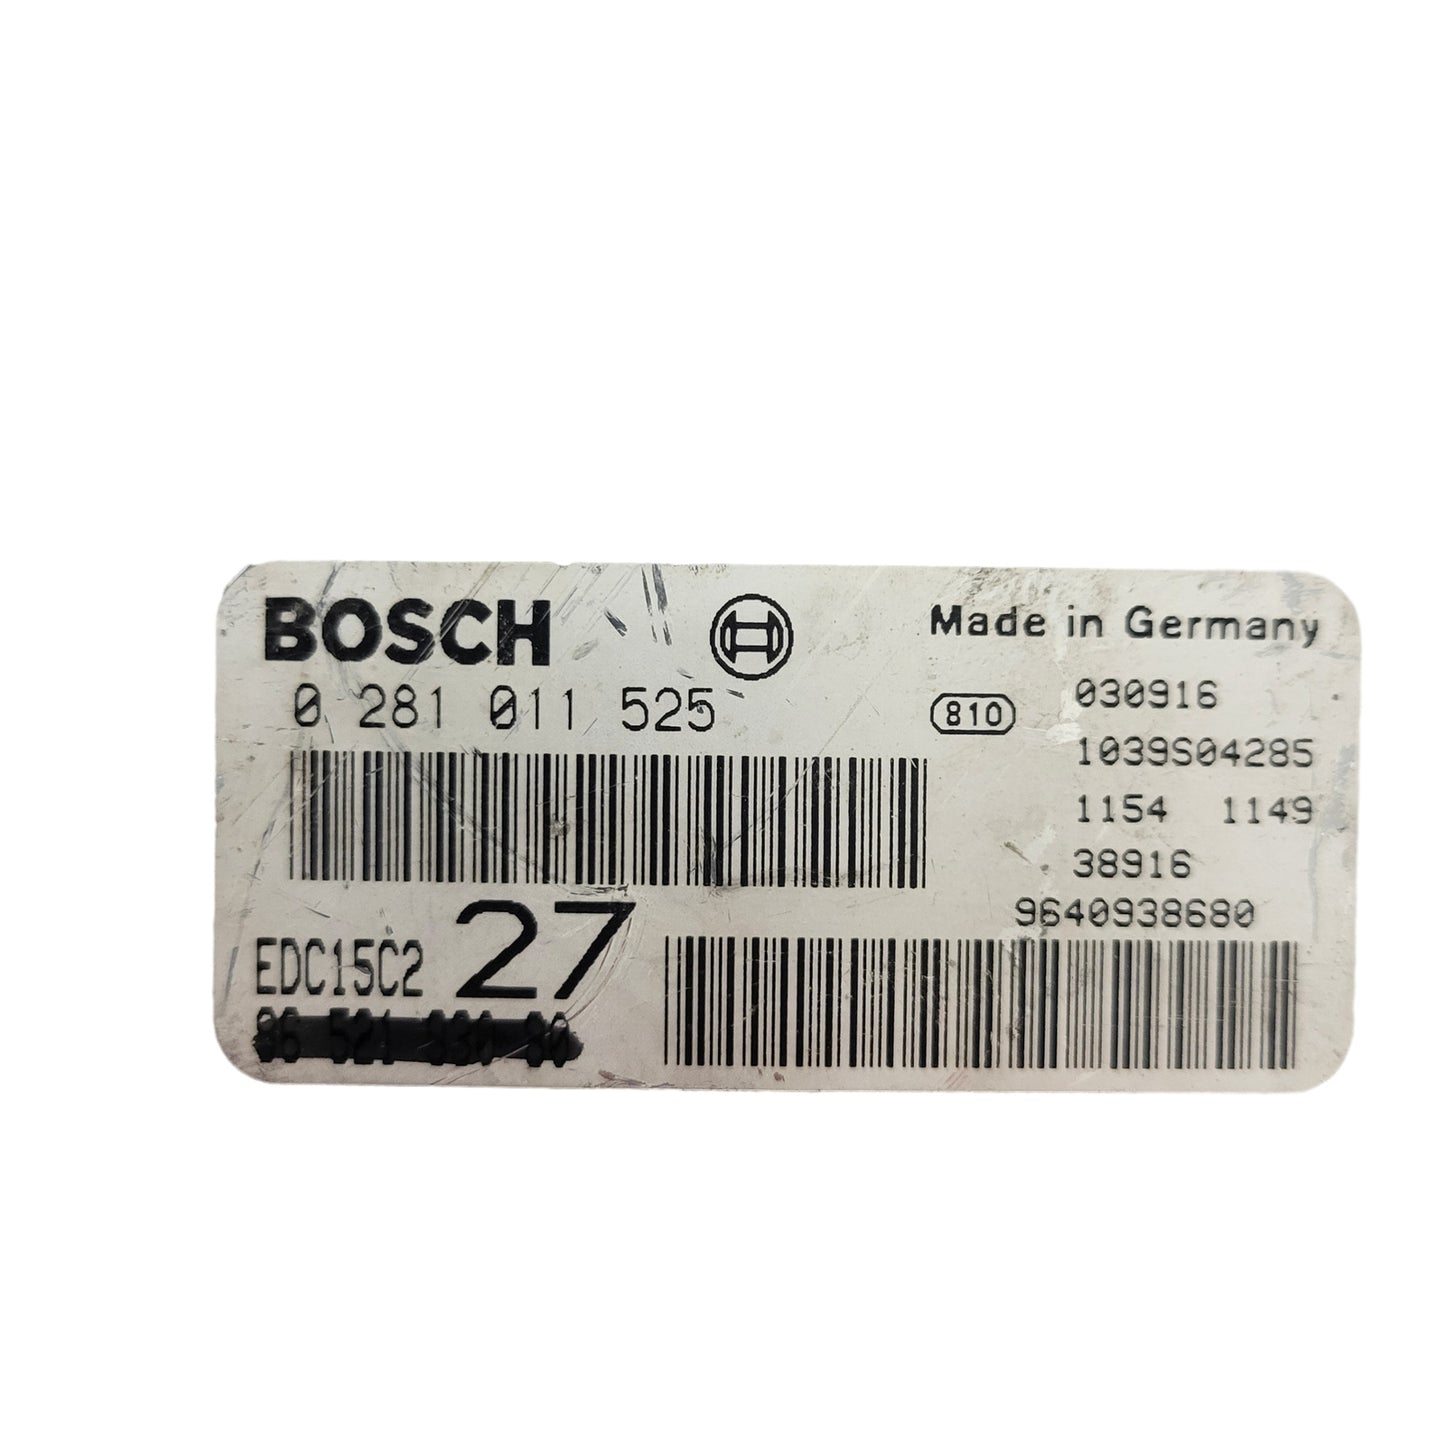 BOSCH
Made in Germany
0 281 011 525
810
030916
1039S04285
1154 1149
38916
9640938680
EDC15C2
27